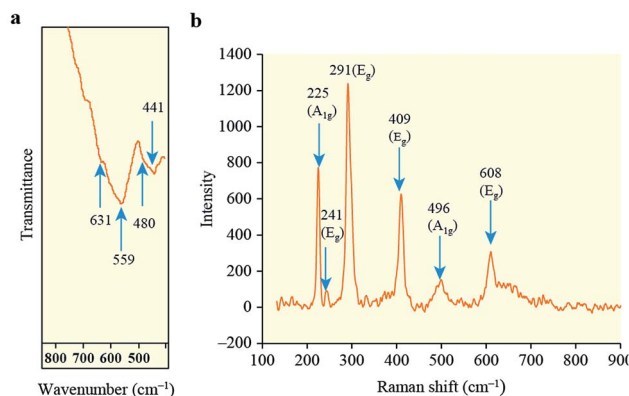 a
Transmittance
441
631
480
559
800 700 600 500
Wavenumber (cm⁻¹)
b
1400
1200
1000
800
600
400
200
0
–200
Intensity
291(Eg)
225
(A1g)
409
(Eg)
608
(Eg)
241
(Eg)
496
(A1g)
100 200 300 400 500 600 700 800 900
Raman shift (cm⁻¹)